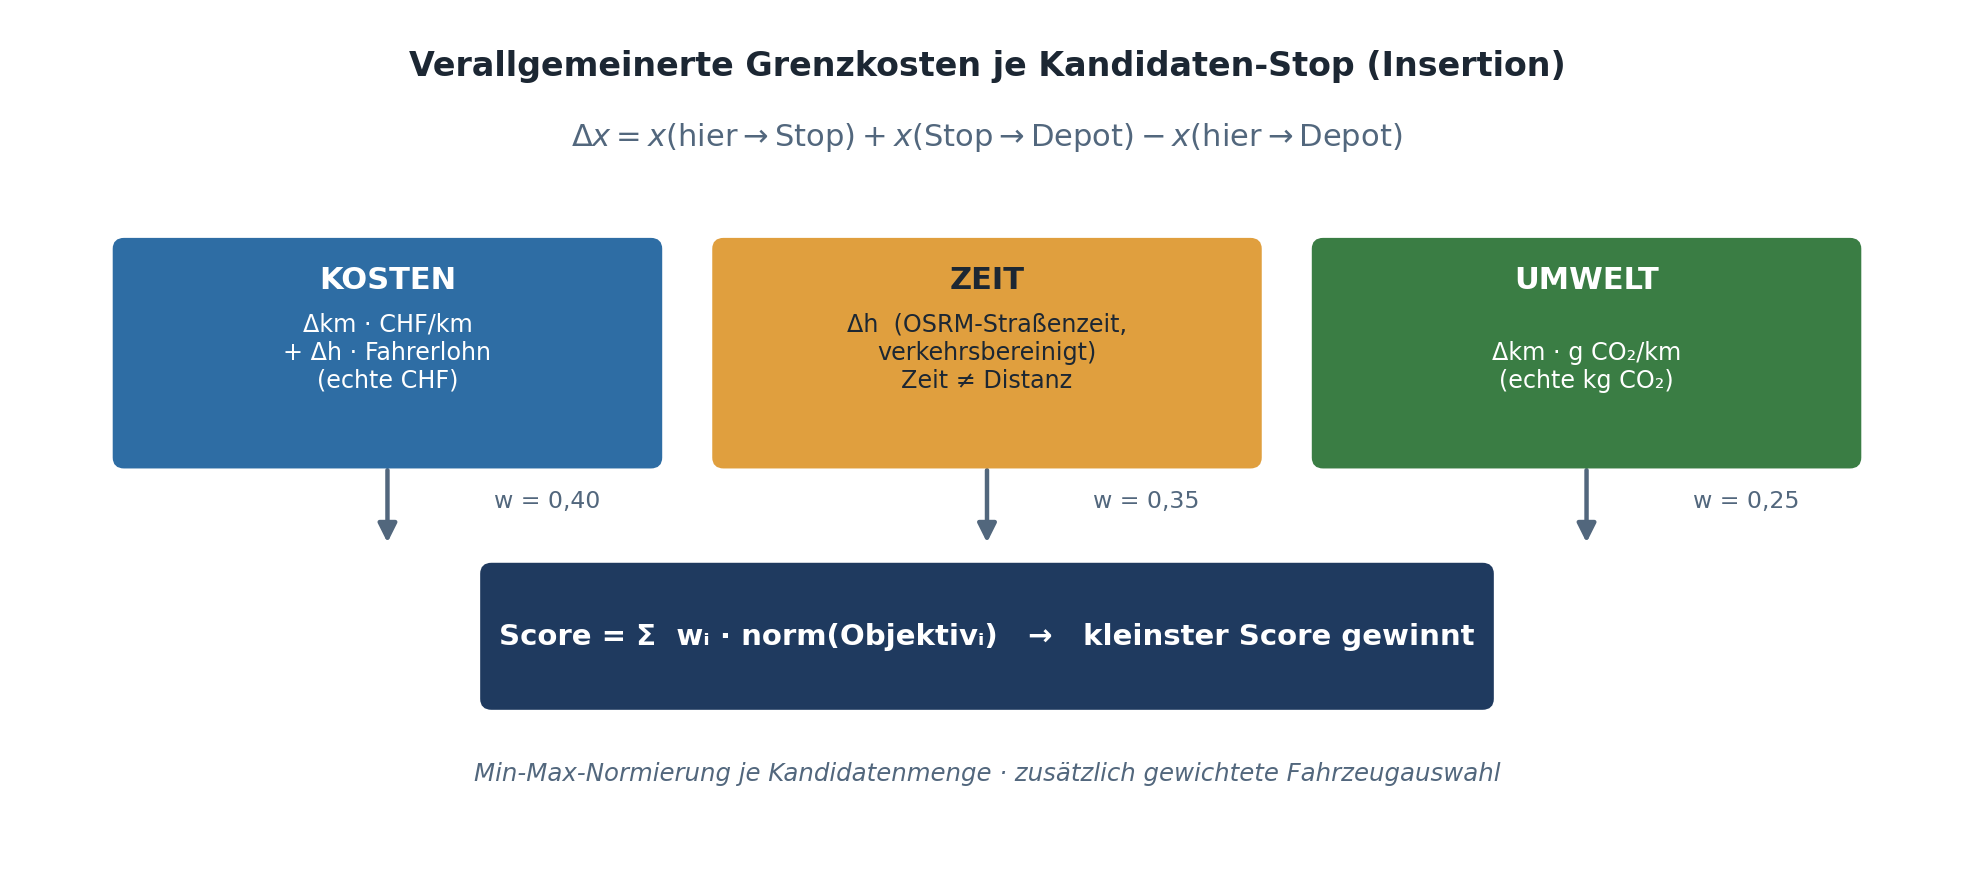 Verallgemeinerte Grenzkosten je Kandidaten-Stop (Insertion)
Δx = x(hier → Stop) + x(Stop → Depot) − x(hier → Depot)
KOSTEN
Δkm · CHF/km
+ Δh · Fahrerlohn
(echte CHF)
ZEIT
Δh  (OSRM-Straßenzeit,
verkehrsbereinigt)
Zeit ≠ Distanz
UMWELT
Δkm · g CO₂/km
(echte kg CO₂)
w = 0,40
w = 0,35
w = 0,25
Score = Σ  wᵢ · norm(Objektivᵢ)   →   kleinster Score gewinnt
Min-Max-Normierung je Kandidatenmenge · zusätzlich gewichtete Fahrzeugauswahl